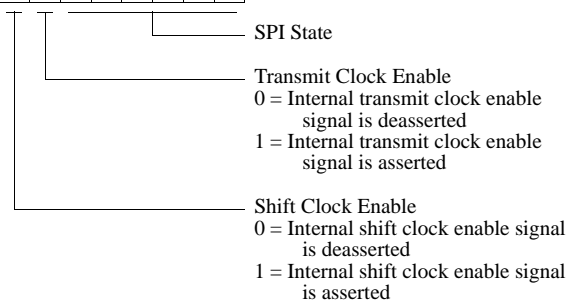 SPI State
Transmit Clock Enable
0 = Internal transmit clock enable
signal is deasserted
1 = Internal transmit clock enable
signal is asserted
Shift Clock Enable
0 = Internal shift clock enable signal
is deasserted
1 = Internal shift clock enable signal
is asserted